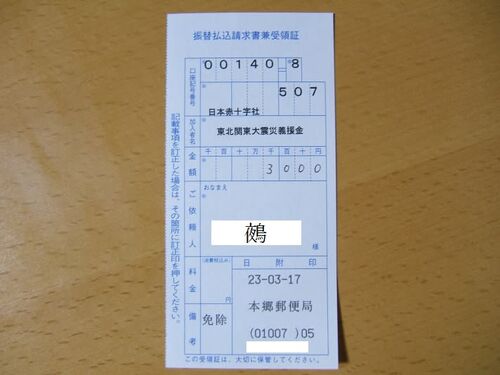 振替払込請求書兼受領証
口座記号番号
00140 8
507
加入者名
日本赤十字社
東北関東大震災義援金
金額
千百十万千百十円
3000
ご依頼人
おなまえ
鵺
様
料金
(消費税込み)
円
日附印
23-03-17
本郷郵便局
(01007 )05
備考
免除
記載事項を訂正した場合は、その箇所に訂正印を押してください。
この受領証は、大切に保管してください。